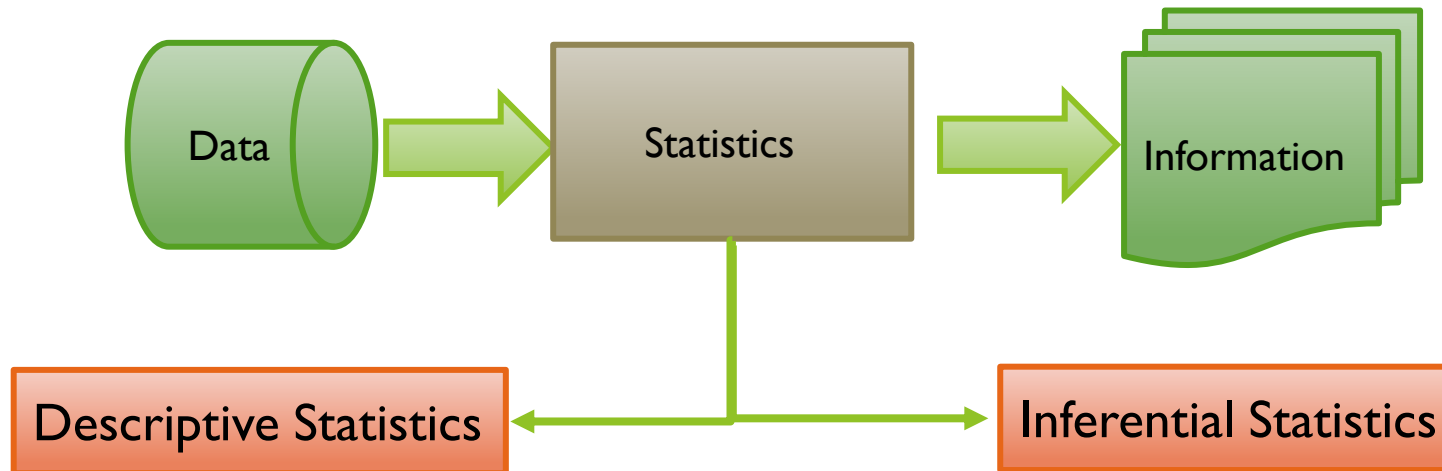 Data
Statistics
Information
Descriptive Statistics
Inferential Statistics